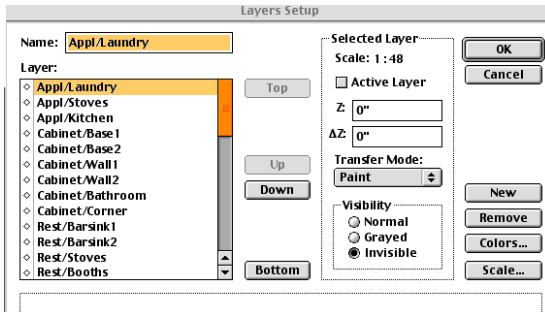 Layers Setup
Name: Appl/Laundry
Layer:
Appl/Laundry
Appl/Stoves
Appl/Kitchen
Cabinet/Base1
Cabinet/Base2
Cabinet/Wall1
Cabinet/Wall2
Cabinet/Bathroom
Cabinet/Corner
Rest/Barsink1
Rest/Barsink2
Rest/Stoves
Rest/Booths
Top
Up
Down
Bottom
Selected Layer
Scale: 1:48
Active Layer
Z: 0"
ΔZ: 0"
Transfer Mode:
Paint
Visibility
Normal
Grayed
Invisible
OK
Cancel
New
Remove
Colors...
Scale...